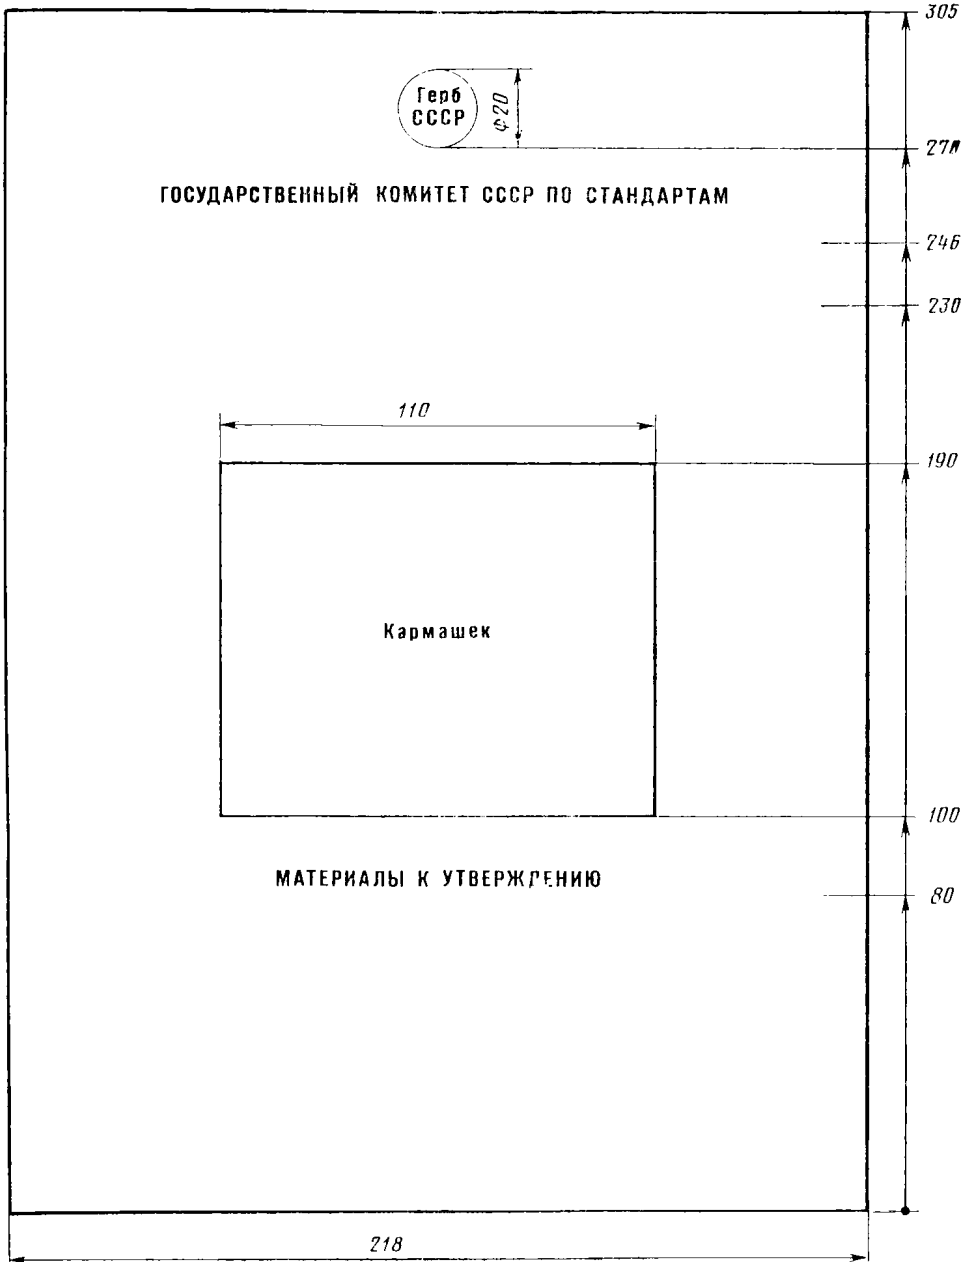 305
Герб
СССР
Ф20
270
ГОСУДАРСТВЕННЫЙ КОМИТЕТ СССР ПО СТАНДАРТАМ
246
230
110
190
Кармашек
100
МАТЕРИАЛЫ К УТВЕРЖДЕНИЮ
80
218